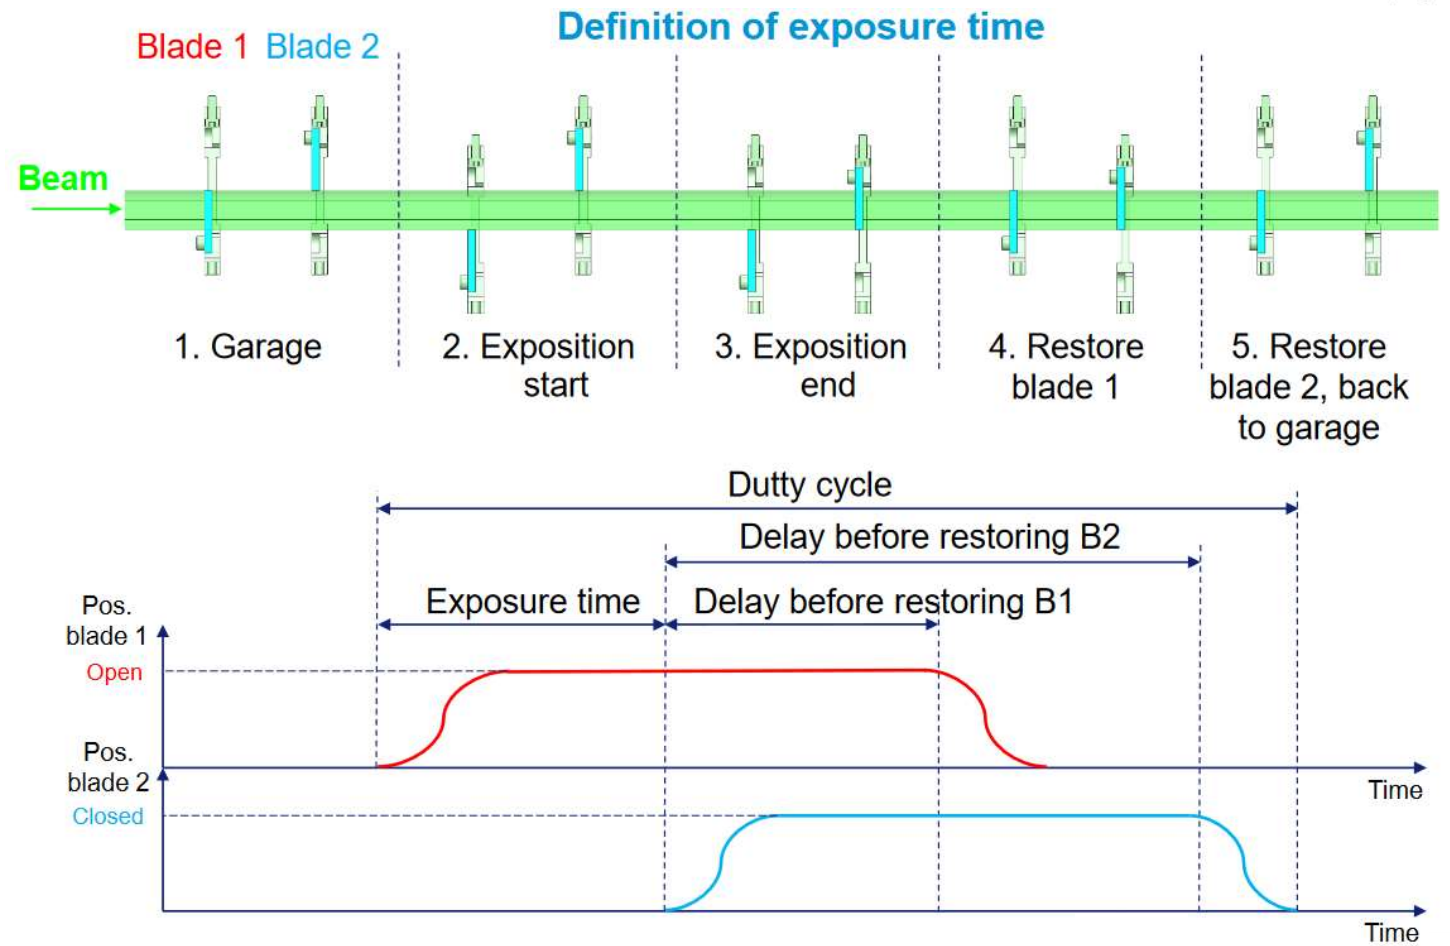 Definition of exposure time
Blade 1 Blade 2
Beam
1. Garage
2. Exposition
start
3. Exposition
end
4. Restore
blade 1
5. Restore
blade 2, back
to garage
Dutty cycle
Delay before restoring B2
Exposure time
Delay before restoring B1
Pos.
blade 1
Open
Pos.
blade 2
Time
Closed
Time